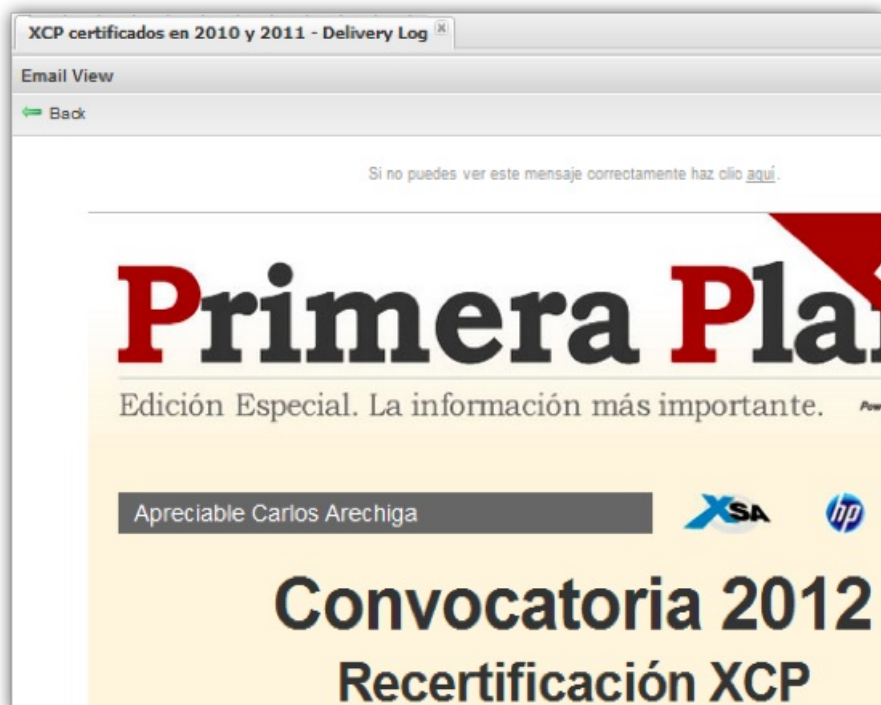 XCP certificados en 2010 y 2011 - Delivery Log
Email View
Back
Si no puedes ver este mensaje correctamente haz clic aquí.
Primera Pla
Edición Especial. La información más importante.
Apreciable Carlos Arechiga
XSA
hp
Convocatoria 2012
Recertificación XCP